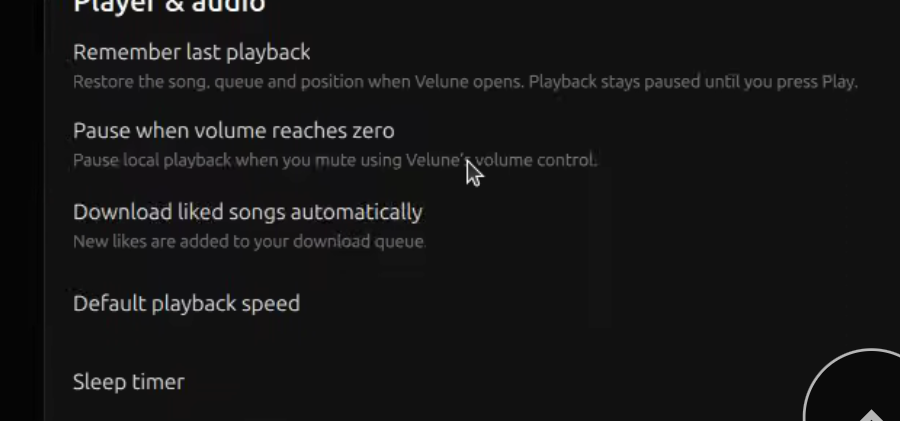 Player & audio
Remember last playback
Restore the song, queue and position when Velune opens. Playback stays paused until you press Play.
Pause when volume reaches zero
Pause local playback when you mute using Velune's volume control.
Download liked songs automatically
New likes are added to your download queue.
Default playback speed
Sleep timer